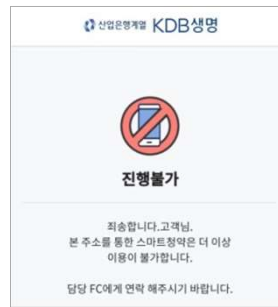 산업은행계열 KDB생명
진행불가
죄송합니다.고객님.
본 주소를 통한 스마트청약은 더 이상
이용이 불가합니다.
담당 FC에게 연락 해주시기 바랍니다.